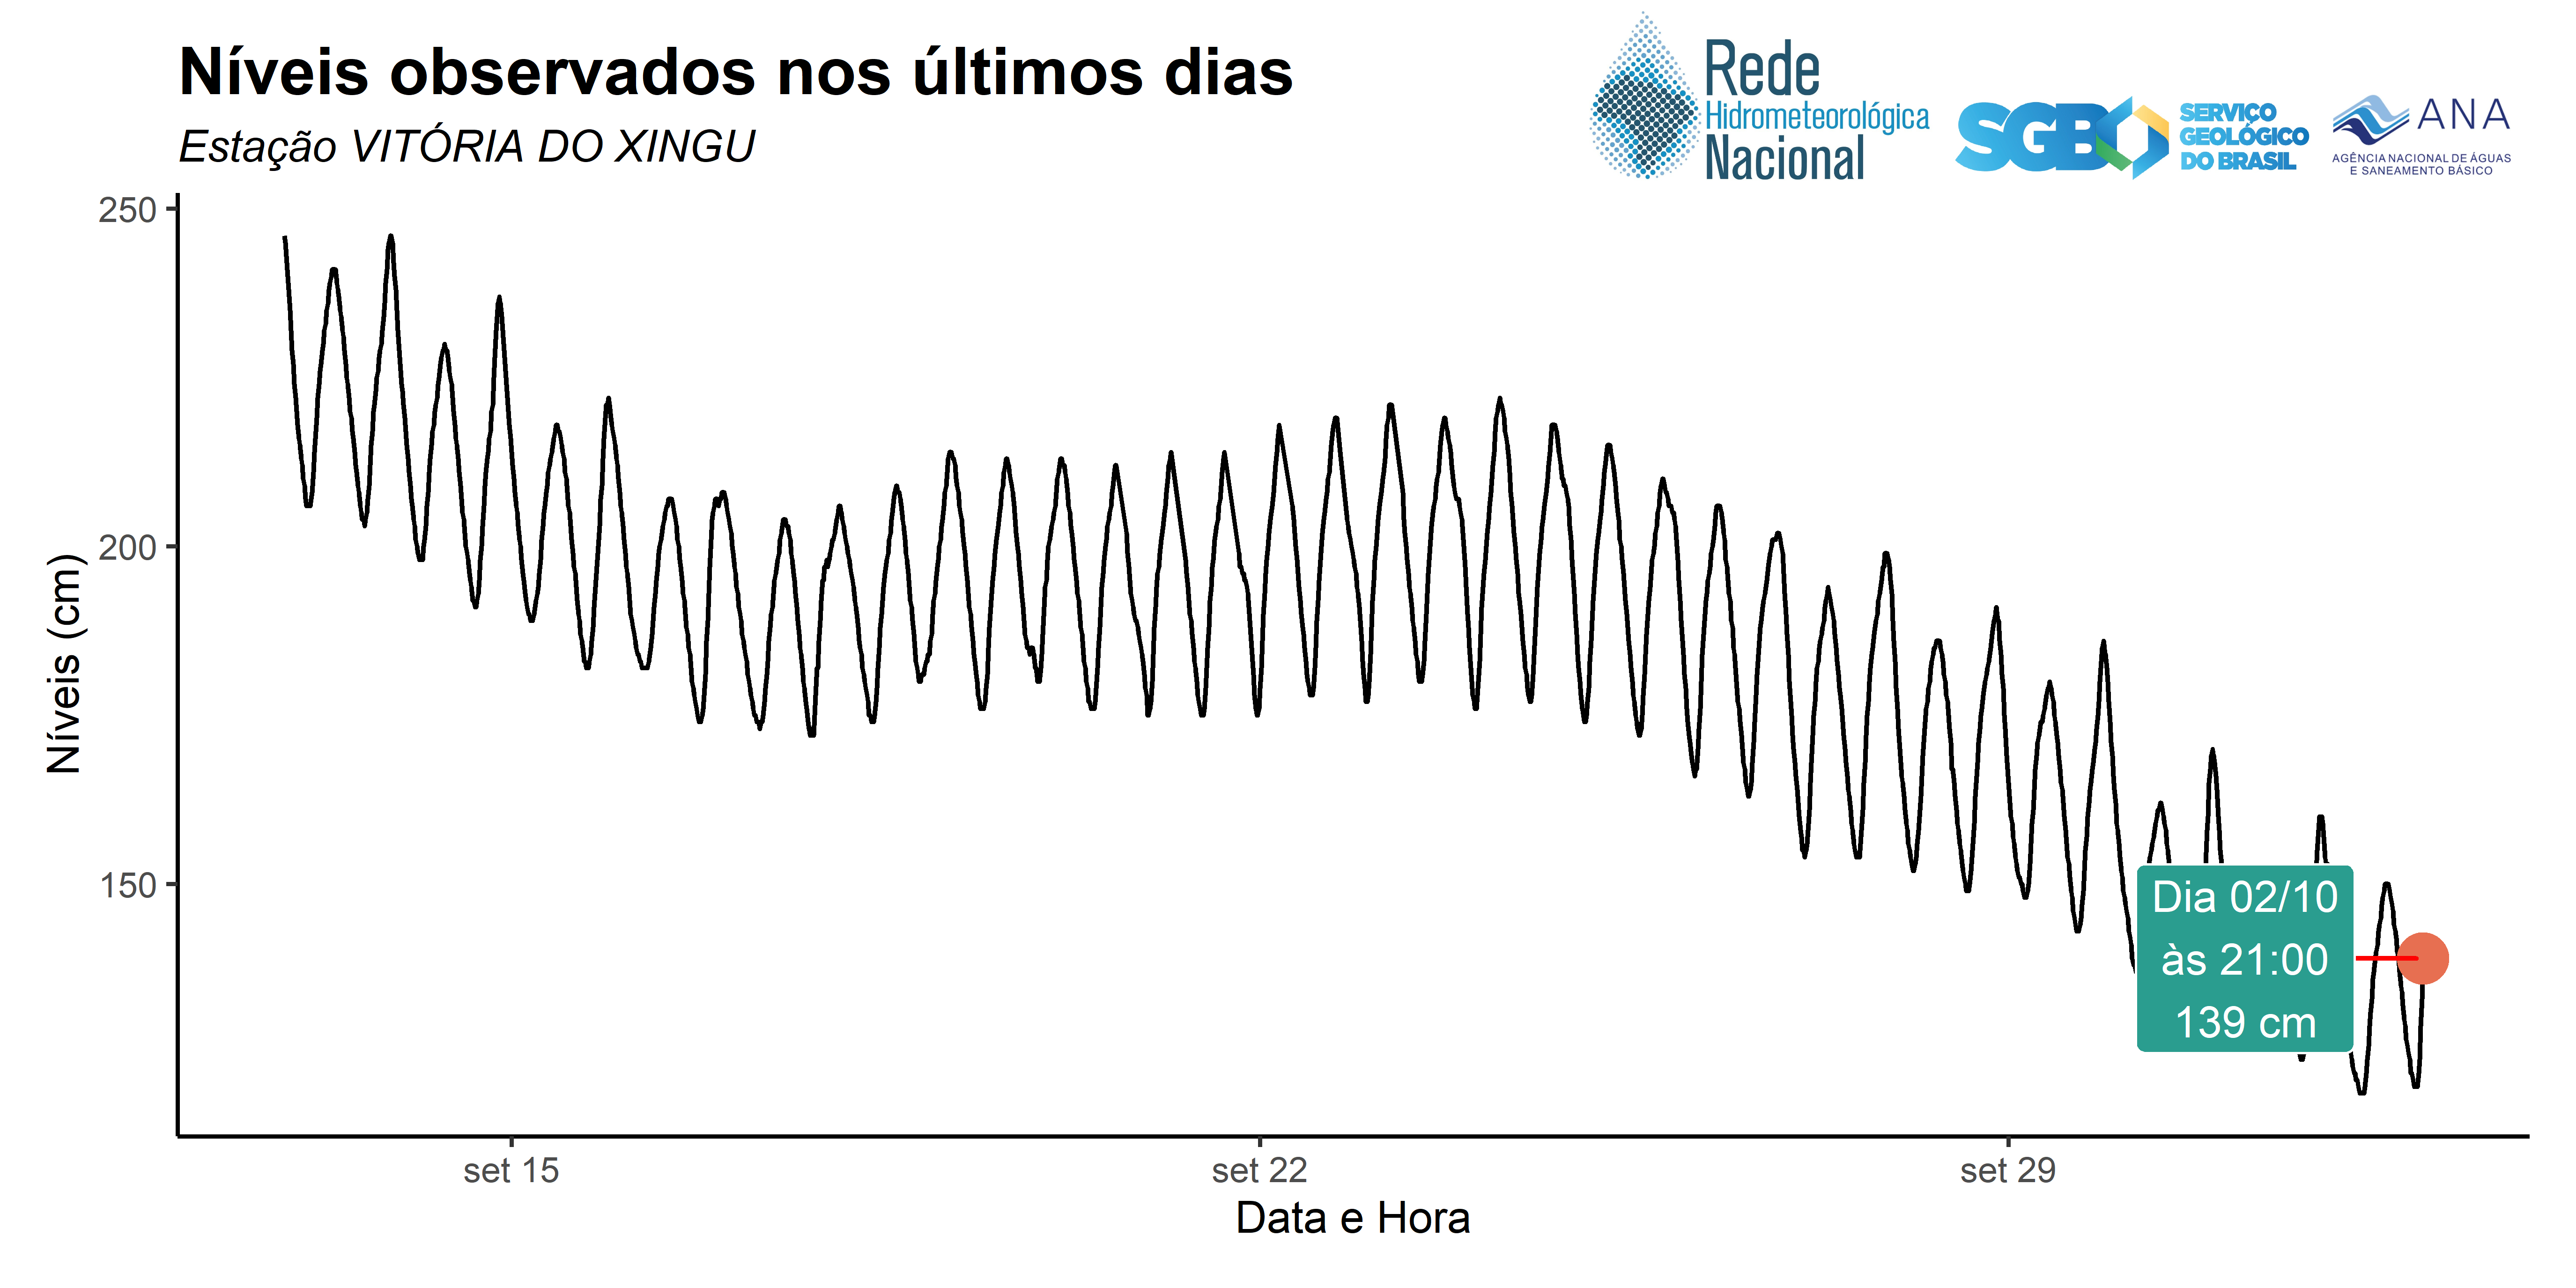 Níveis observados nos últimos dias
Estação VITÓRIA DO XINGU
Rede
Hidrometeorológica
Nacional
SGB
SERVIÇO
GEOLÓGICO
DO BRASIL
ANA
AGÊNCIA NACIONAL DE ÁGUAS
E SANEAMENTO BÁSICO
Níveis (cm)
250
200
150
Dia 02/10
às 21:00
139 cm
set 15
set 22
set 29
Data e Hora